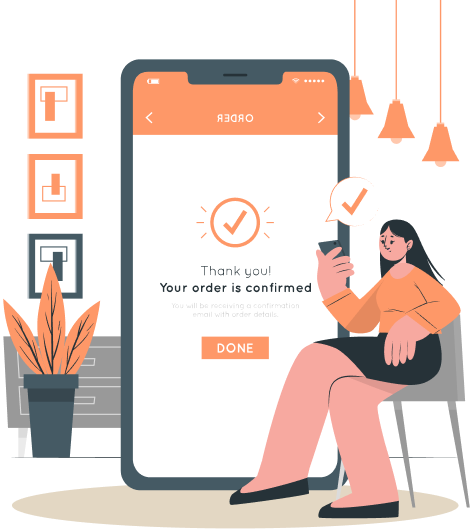 ORDER
Thank you!
Your order is confirmed
You will be receiving a confirmation
email with order details.
DONE